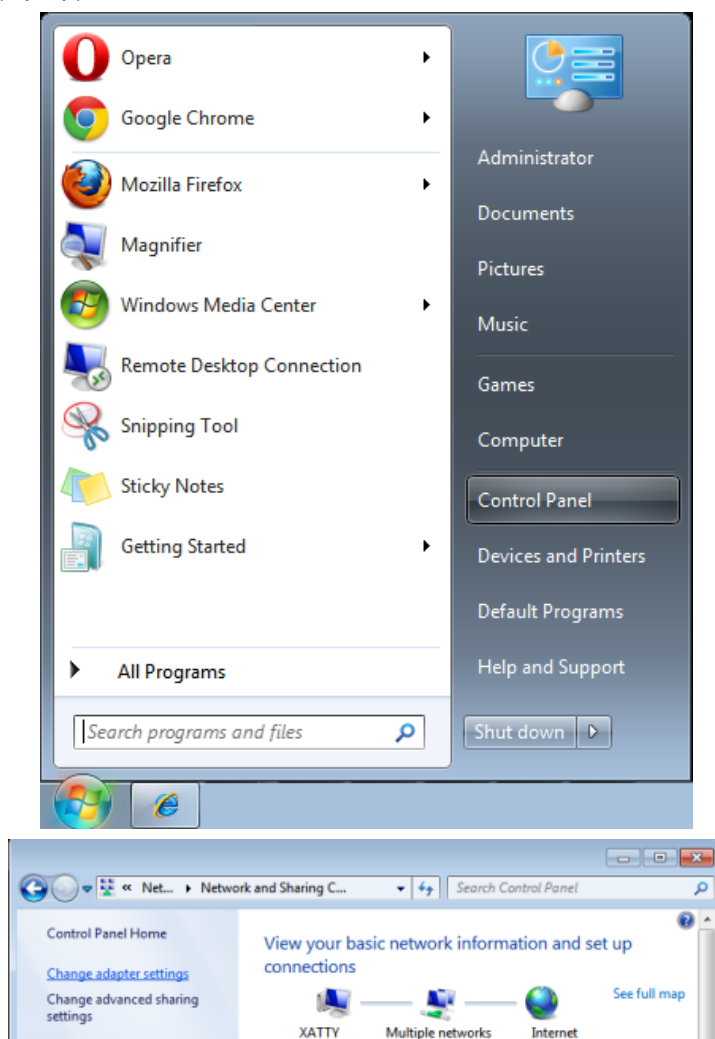 Opera
Google Chrome
Mozilla Firefox
Magnifier
Windows Media Center
Remote Desktop Connection
Snipping Tool
Sticky Notes
Getting Started
All Programs
Search programs and files
Administrator
Documents
Pictures
Music
Games
Computer
Control Panel
Devices and Printers
Default Programs
Help and Support
Shut down
« Net... Network and Sharing C...
Search Control Panel
Control Panel Home
Change adapter settings
Change advanced sharing
settings
View your basic network information and set up
connections
See full map
XATTY Multiple networks Internet